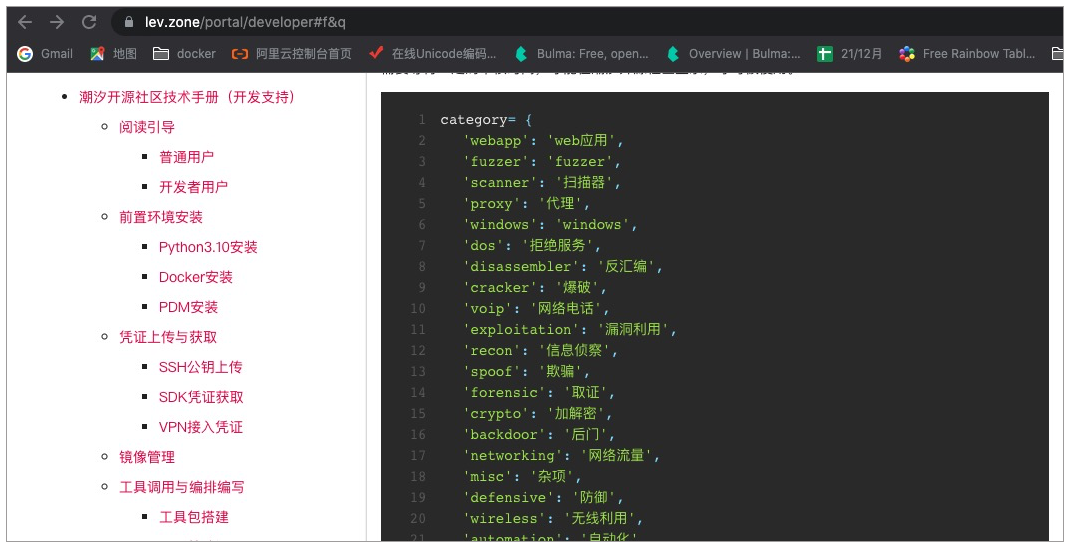 lev.zone/portal/developer#f&q
Gmail
地图
docker
阿里云控制台首页
在线Unicode编码...
Bulma: Free, open...
Overview | Bulma:...
21/12月
Free Rainbow Tabl...
潮汐开源社区技术手册（开发支持）
阅读引导
普通用户
开发者用户
前置环境安装
Python3.10安装
Docker安装
PDM安装
凭证上传与获取
SSH公钥上传
SDK凭证获取
VPN接入凭证
镜像管理
工具调用与编排编写
工具包搭建
1 category= {
2 'webapp': 'web应用',
3 'fuzzer': 'fuzzer',
4 'scanner': '扫描器',
5 'proxy': '代理',
6 'windows': 'windows',
7 'dos': '拒绝服务',
8 'disassembler': '反汇编',
9 'cracker': '爆破',
10 'voip': '网络电话',
11 'exploitation': '漏洞利用',
12 'recon': '信息侦察',
13 'spoof': '欺骗',
14 'forensic': '取证',
15 'crypto': '加解密',
16 'backdoor': '后门',
17 'networking': '网络流量',
18 'misc': '杂项',
19 'defensive': '防御',
20 'wireless': '无线利用',
21 'automation': '自动化',